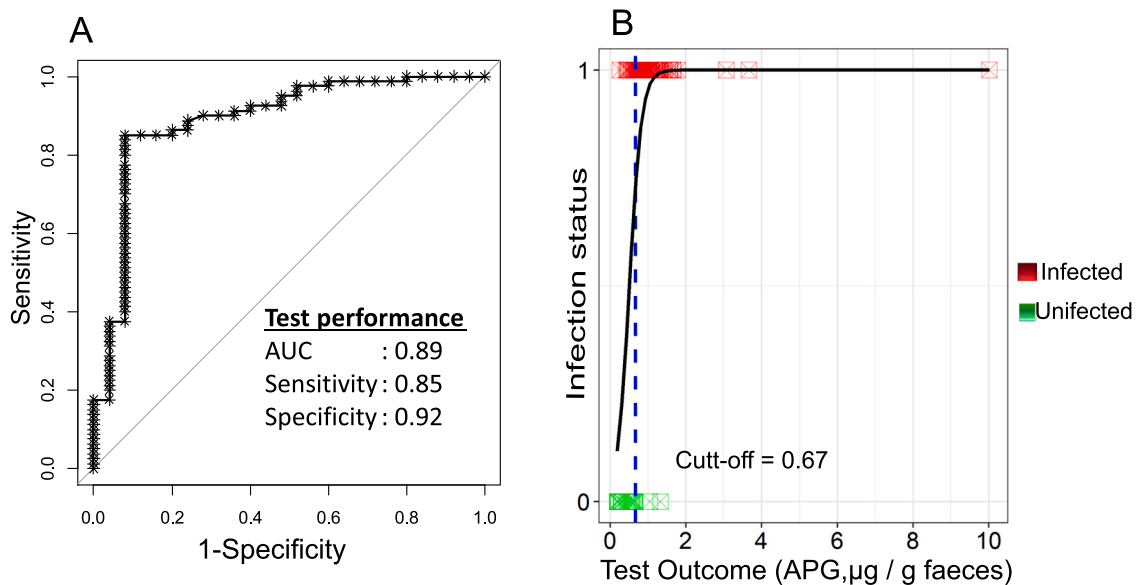 A
Sensitivity
1.0
0.8
0.6
0.4
0.2
0.0
Test performance
AUC : 0.89
Sensitivity : 0.85
Specificity : 0.92
0.0 0.2 0.4 0.6 0.8 1.0
1-Specificity
B
Infection status
1
0
Cutt-off = 0.67
0 2 4 6 8 10
Test Outcome (APG,µg / g faeces)
Infected
Unifected